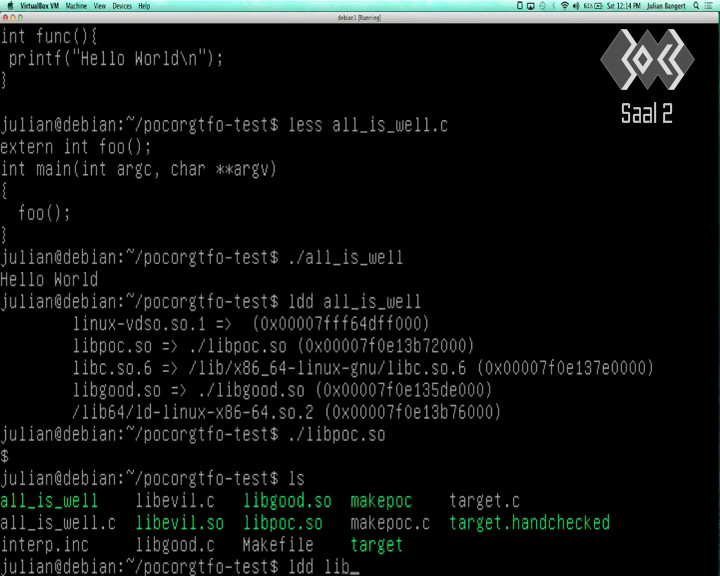 VirtualBox VM Machine View Devices Help 61% Sat 12:14 PM Julian Bangert
debian1 [Running]
int func(){
printf("Hello World\n");
}
Saal 2
julian@debian:~/pocorgtfo-test$ less all_is_well.c
extern int foo();
int main(int argc, char **argv)
{
foo();
}
julian@debian:~/pocorgtfo-test$ ./all_is_well
Hello World
julian@debian:~/pocorgtfo-test$ ldd all_is_well
linux-vdso.so.1 => (0x00007fff64dff000)
libpoc.so => ./libpoc.so (0x00007f0e13b72000)
libc.so.6 => /lib/x86_64-linux-gnu/libc.so.6 (0x00007f0e137e0000)
libgood.so => ./libgood.so (0x00007f0e135de000)
/lib64/ld-linux-x86-64.so.2 (0x00007f0e13b76000)
julian@debian:~/pocorgtfo-test$ ./libpoc.so
$
julian@debian:~/pocorgtfo-test$ ls
all_is_well libevil.c libgood.so makepoc target.c
all_is_well.c libevil.so libpoc.so makepoc.c target.handchecked
interp.inc libgood.c Makefile target
julian@debian:~/pocorgtfo-test$ ldd lib_